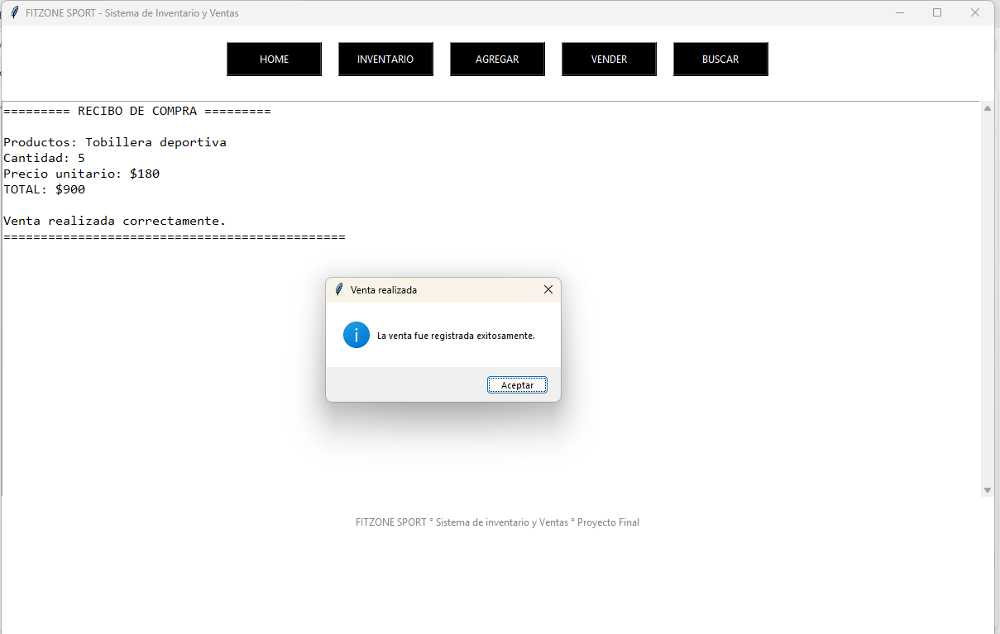 FITZONE SPORT - Sistema de Inventario y Ventas
HOME INVENTARIO AGREGAR VENDER BUSCAR
========= RECIBO DE COMPRA =========
Productos: Tobillera deportiva
Cantidad: 5
Precio unitario: $180
TOTAL: $900
Venta realizada correctamente.
==============================================
Venta realizada
La venta fue registrada exitosamente.
Aceptar
FITZONE SPORT ° Sistema de inventario y Ventas ° Proyecto Final